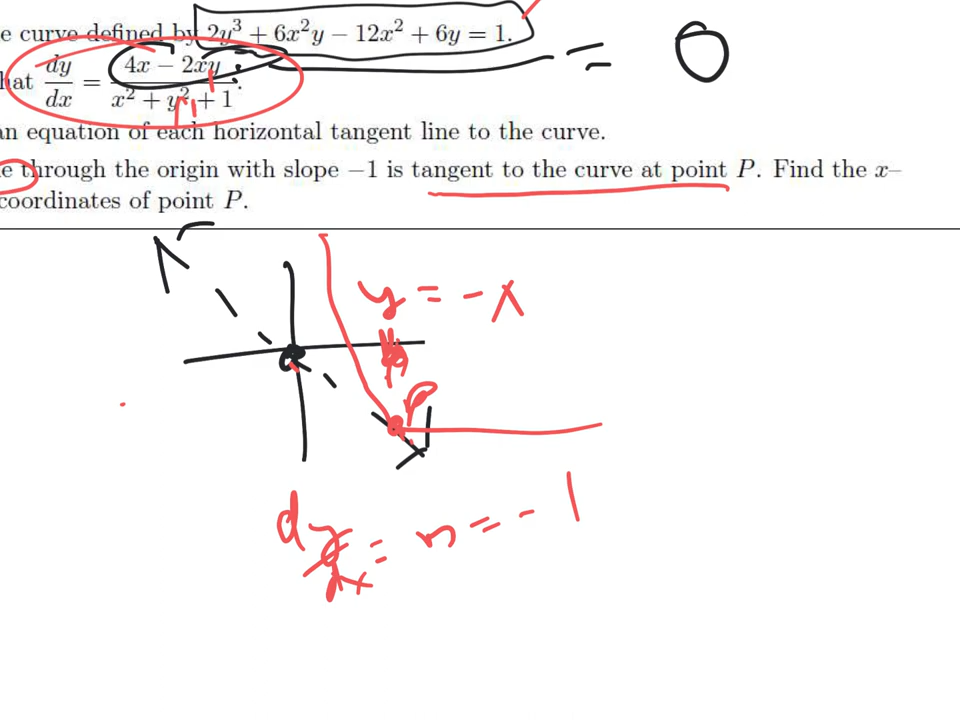 e curve defined by 2y³ + 6x²y − 12x² + 6y = 1.
hat dy/dx = (4x − 2xy)/(x² + y² + 1).
= 0
an equation of each horizontal tangent line to the curve.
e through the origin with slope −1 is tangent to the curve at point P. Find the x–
coordinates of point P.
y = -x
P
dy/dx = m = -1